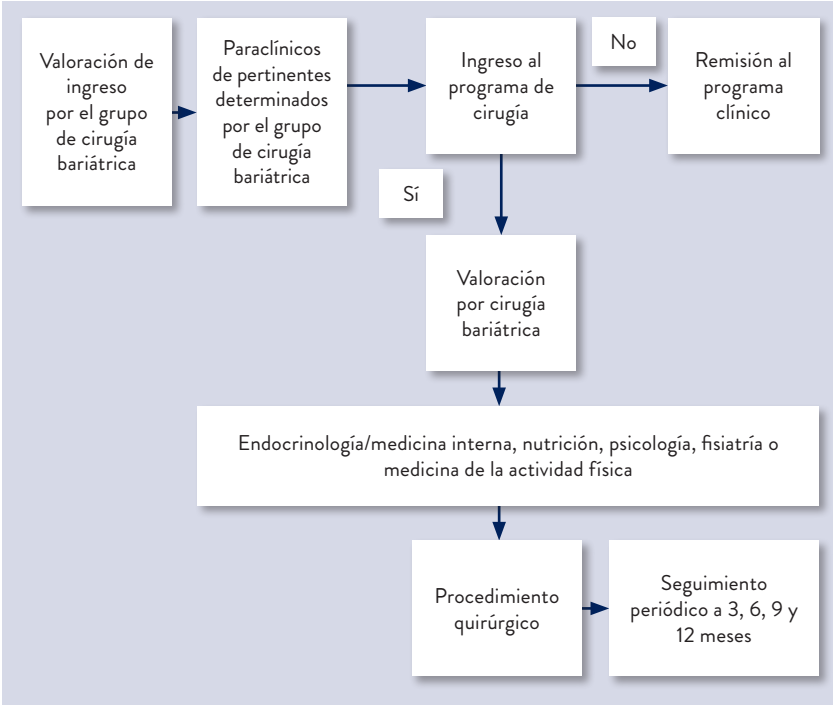 Valoración de
ingreso
por el grupo
de cirugía
bariátrica
Paraclínicos
de pertinentes
determinados
por el grupo
de cirugía
bariátrica
Ingreso al
programa de
cirugía
No
Remisión al
programa
clínico
Sí
Valoración
por cirugía
bariátrica
Endocrinología/medicina interna, nutrición, psicología, fisiatría o
medicina de la actividad física
Procedimiento
quirúrgico
Seguimiento
periódico a 3, 6, 9 y
12 meses